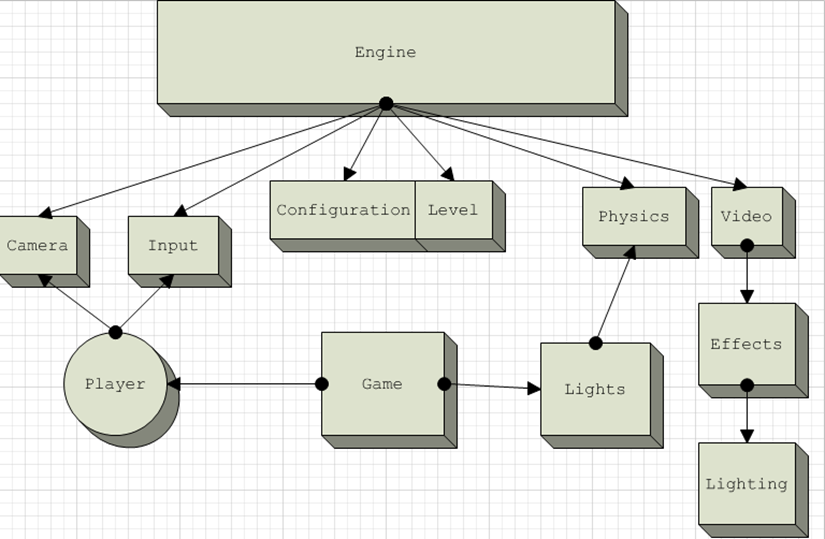 Engine
Configuration
Level
Physics
Video
Camera
Input
Effects
Player
Game
Lights
Lighting